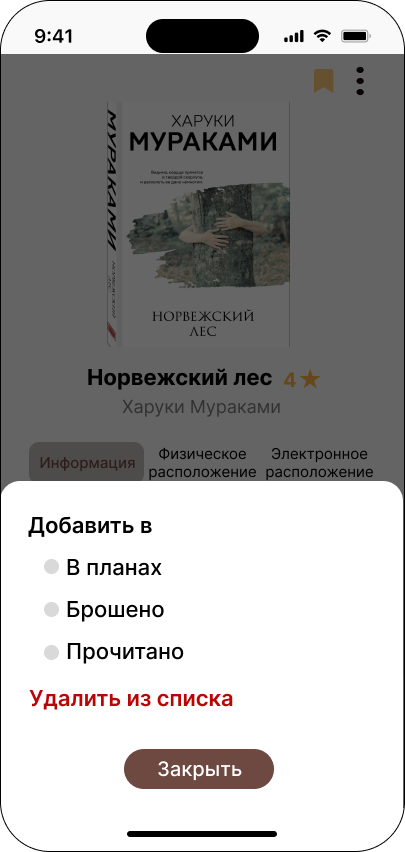 9:41
ХАРУКИ
МУРАКАМИ
МУРАКАМИ
НОРВЕЖСКИЙ
ЛЕС
Норвежский лес 4
Харуки Мураками
Информация
Физическое
расположение
Электронное
расположение
Добавить в
В планах
Брошено
Прочитано
Удалить из списка
Закрыть